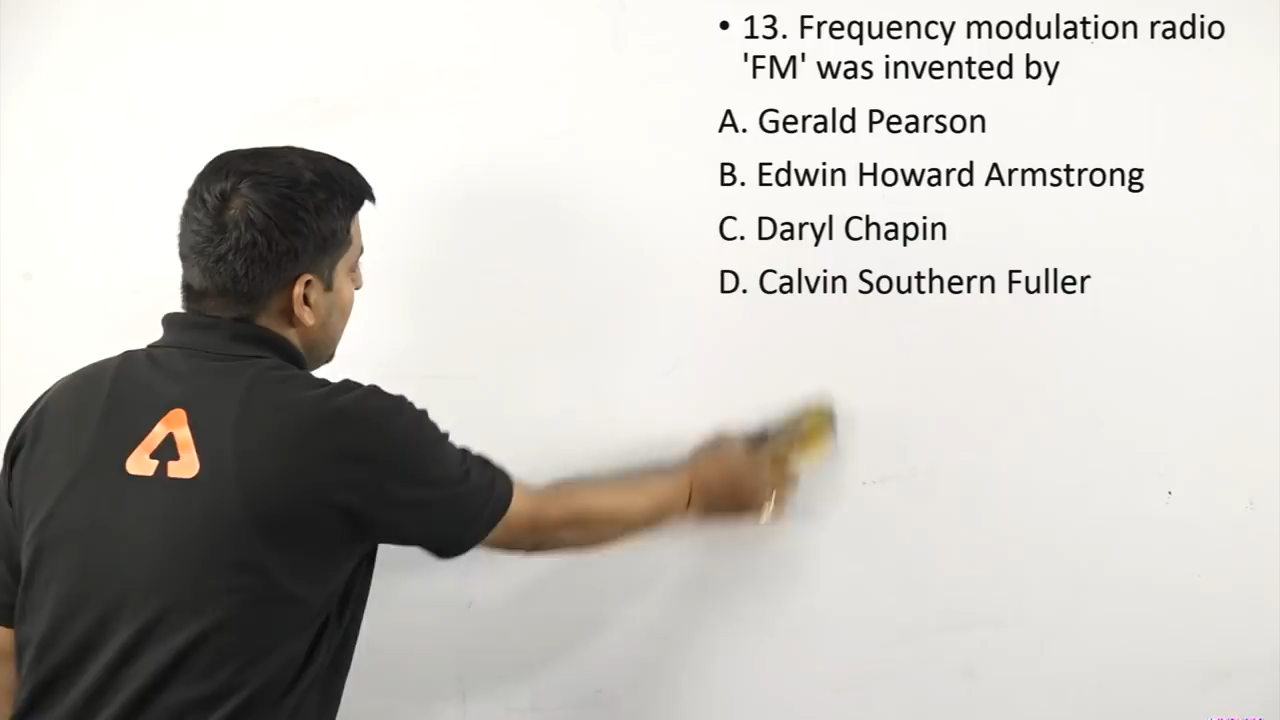 • 13. Frequency modulation radio
'FM' was invented by
A. Gerald Pearson
B. Edwin Howard Armstrong
C. Daryl Chapin
D. Calvin Southern Fuller